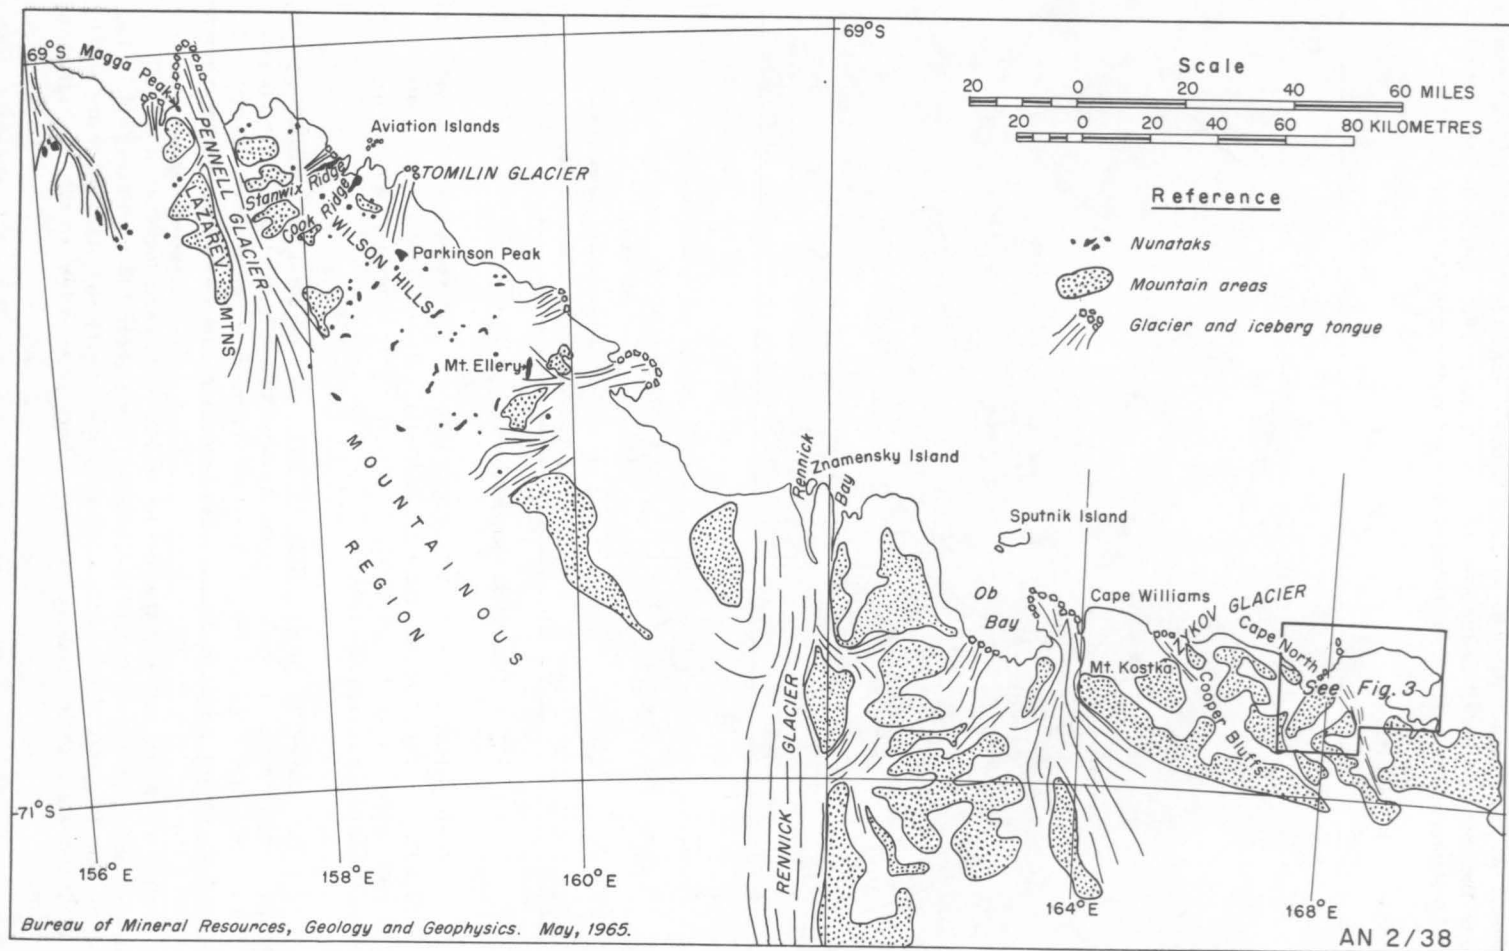 69°S
69°S
Magga Peak
PENNELL GLACIER
LAZAREV MTNS
Aviation Islands
TOMILIN GLACIER
Stanwix Ridge
Cook Ridge
WILSON HILLS
Parkinson Peak
Mt. Ellery
MOUNTAINOUS
REGION
Scale
20 0 20 40 60 MILES
20 0 20 40 60 80 KILOMETRES
Reference
Nunataks
Mountain areas
Glacier and iceberg tongue
Rennick Bay
Znamensky Island
Sputnik Island
Ob
Bay
Cape Williams
ZYKOV GLACIER
Cape North
Mt. Kostka
Cooper Bluffs
See Fig. 3
RENNICK GLACIER
RENNICK
71°S
156°E
158°E
160°E
164°E
168°E
Bureau of Mineral Resources, Geology and Geophysics. May, 1965.
AN 2/38